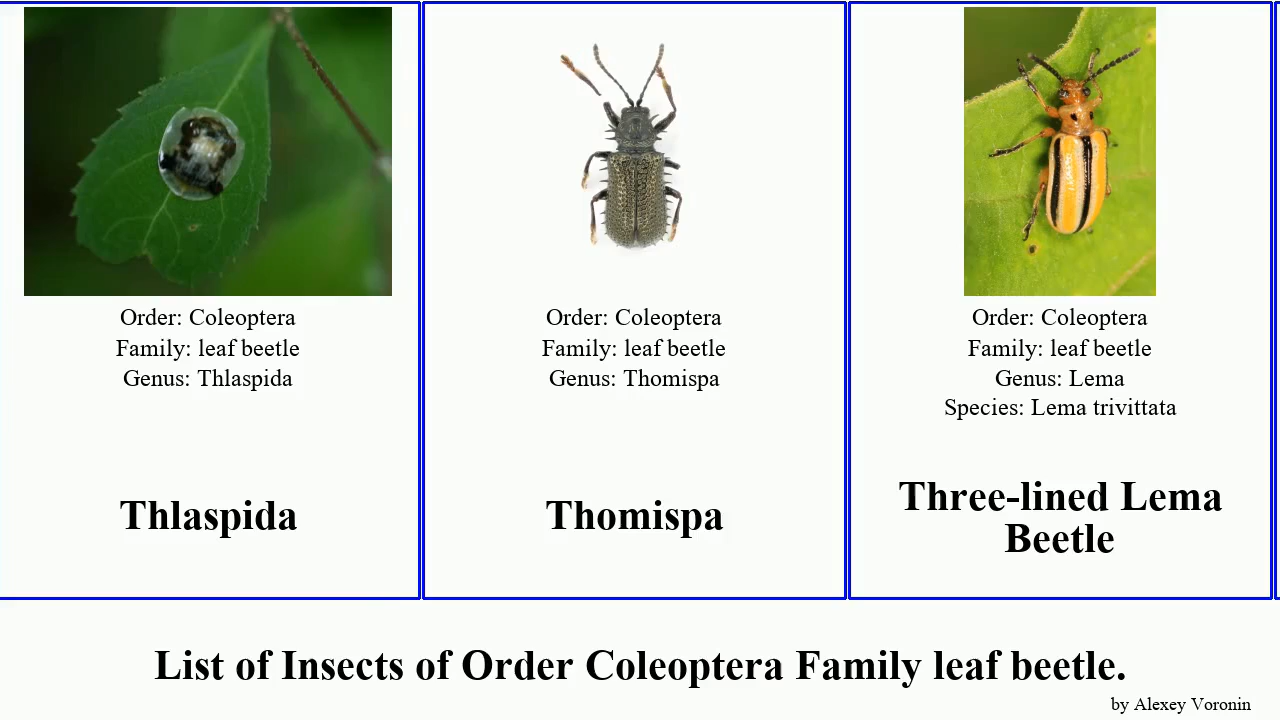 Order: Coleoptera
Family: leaf beetle
Genus: Thlaspida
Thlaspida
Order: Coleoptera
Family: leaf beetle
Genus: Thomispa
Thomispa
Order: Coleoptera
Family: leaf beetle
Genus: Lema
Species: Lema trivittata
Three-lined Lema
Beetle
List of Insects of Order Coleoptera Family leaf beetle.
by Alexey Voronin